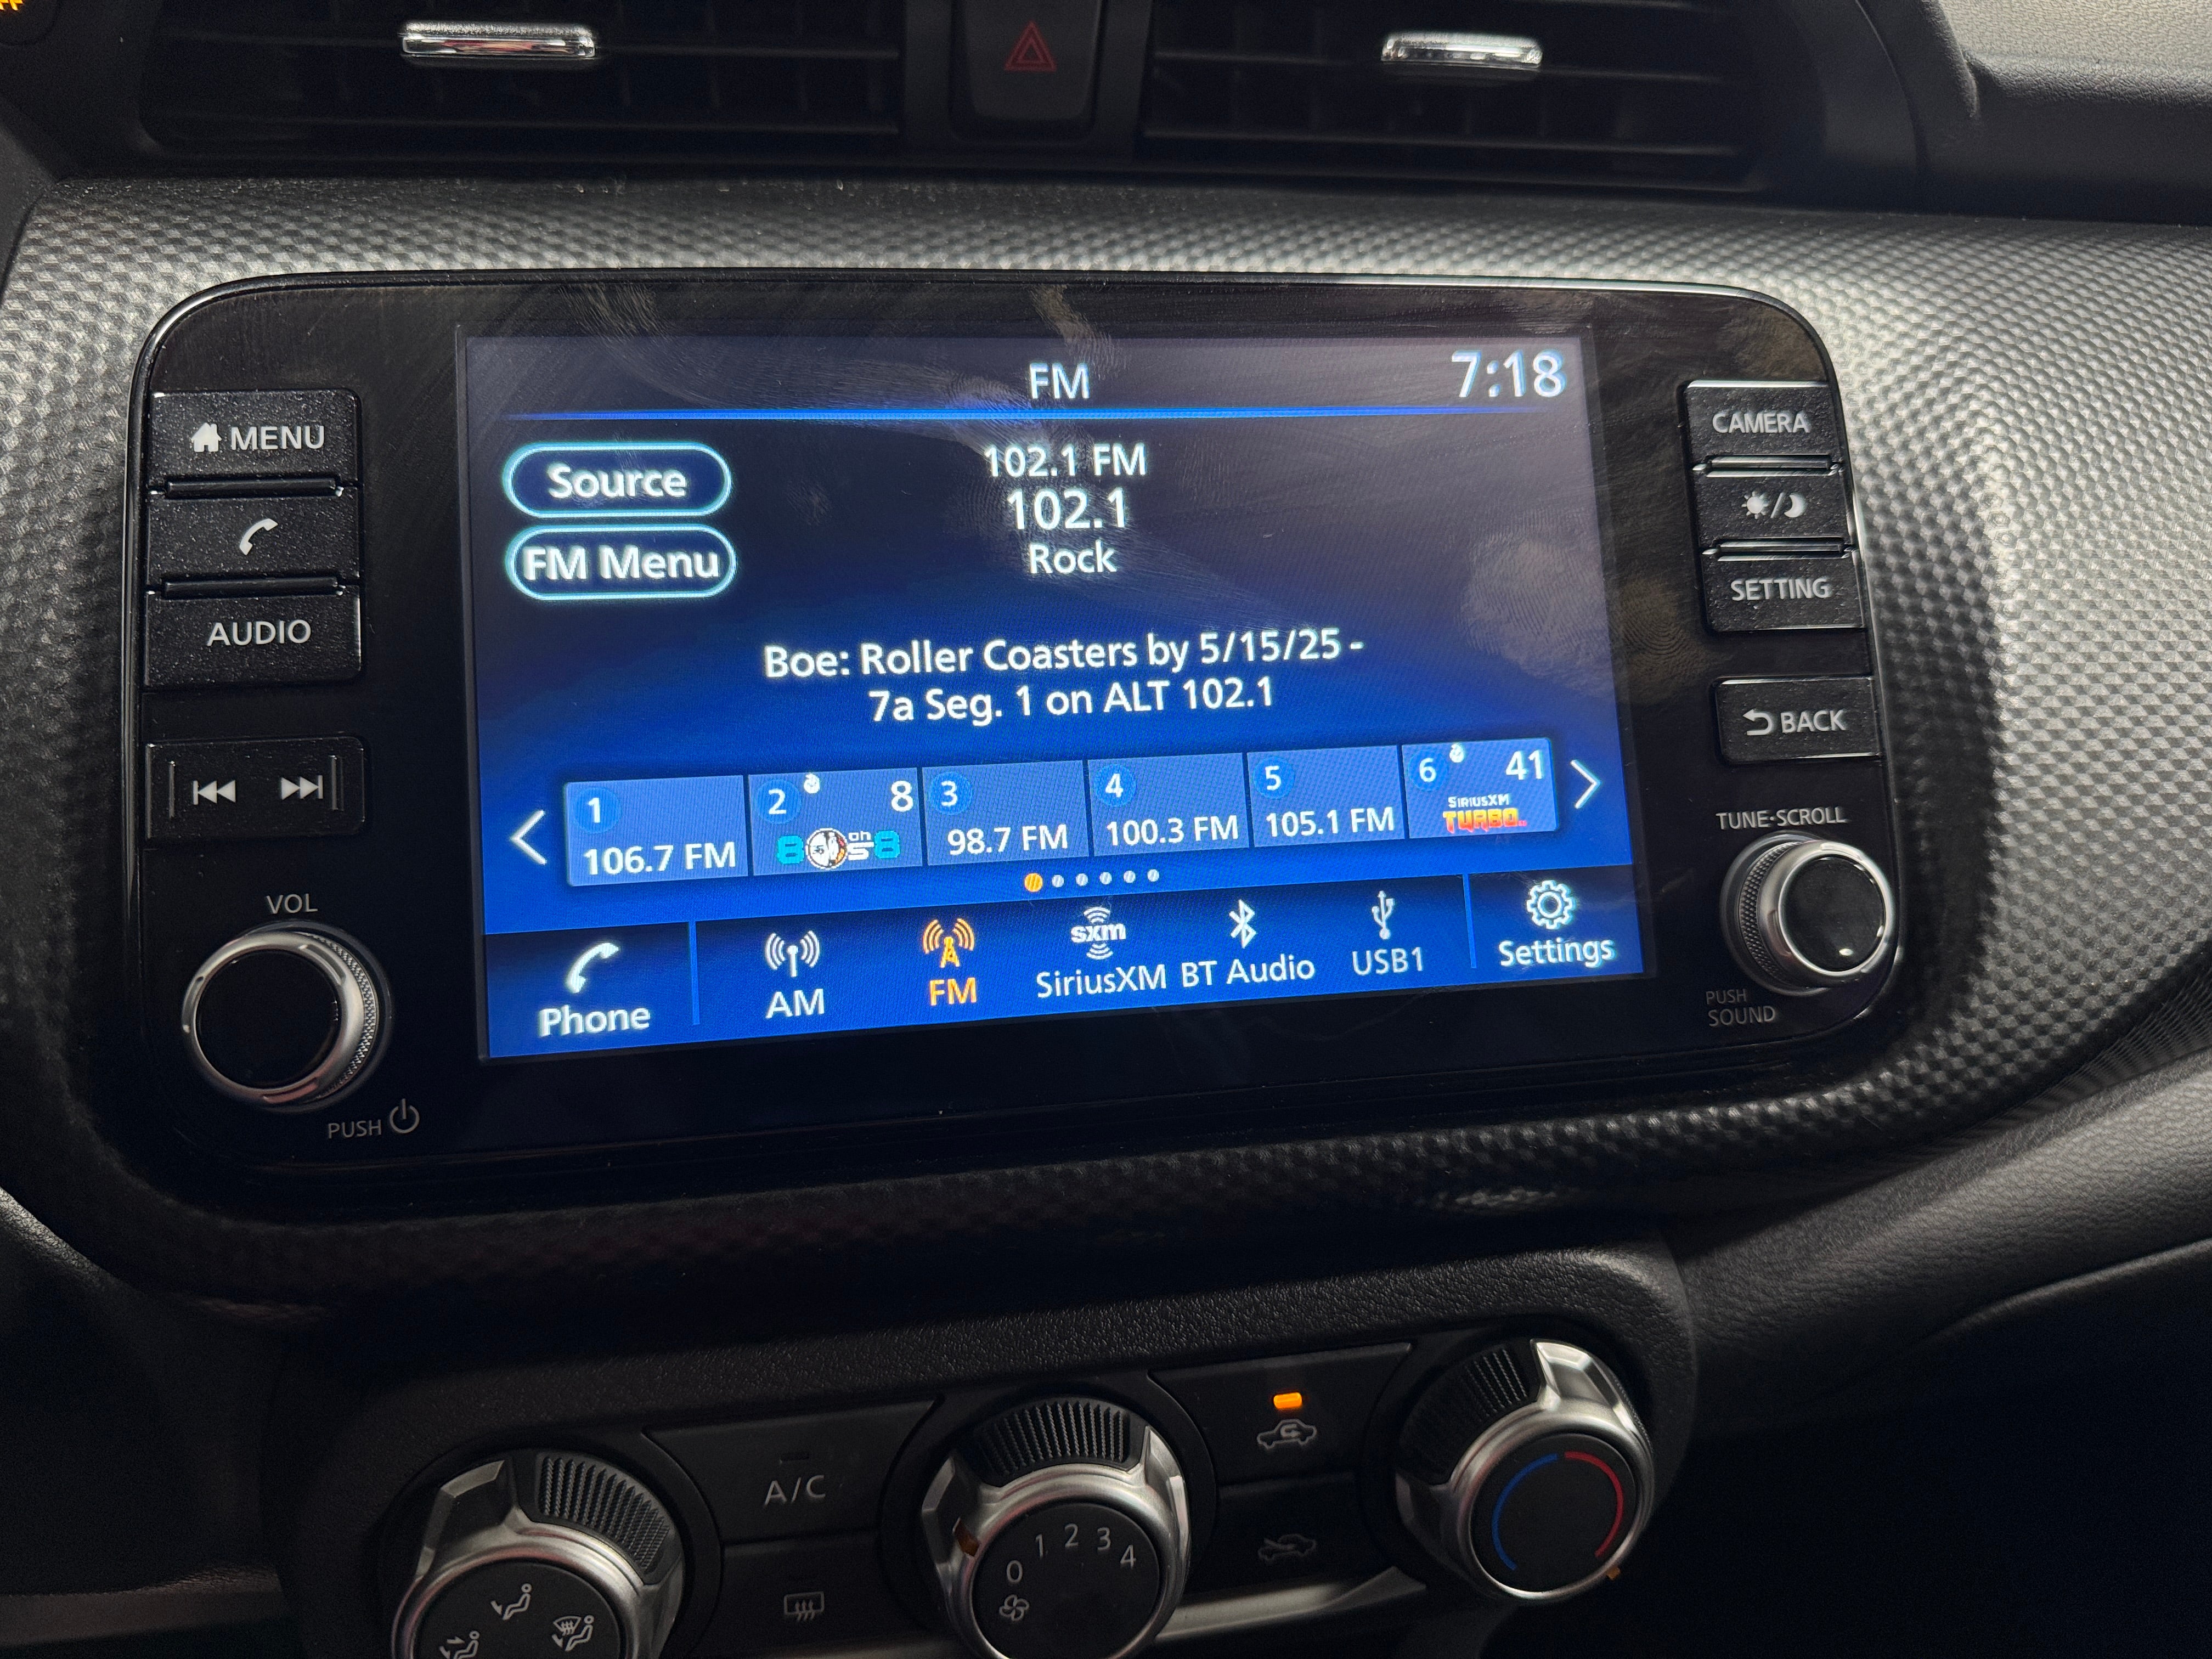 FM
7:18
MENU
AUDIO
VOL
PUSH
Source
FM Menu
102.1 FM
102.1
Rock
Boe: Roller Coasters by 5/15/25 -
7a Seg. 1 on ALT 102.1
1
106.7 FM
2
8
8 oh 8
3
98.7 FM
4
100.3 FM
5
105.1 FM
6
41
SIRIUSXM
TURBO
Phone
AM
FM
sxm
SiriusXM
BT Audio
USB1
Settings
CAMERA
SETTING
BACK
TUNE•SCROLL
PUSH
SOUND
A/C
0 1 2 3 4